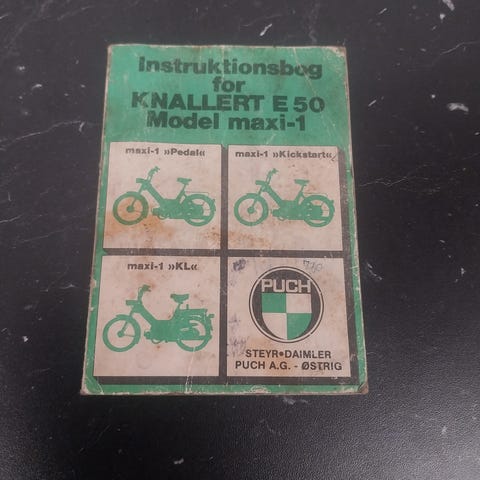 Instruktionsbog
for
KNALLERT E 50
Model maxi-1
maxi-1 »Pedal«
maxi-1 »Kickstart«
maxi-1 »KL«
PUCH
STEYR•DAIMLER
PUCH A.G. - ØSTRIG